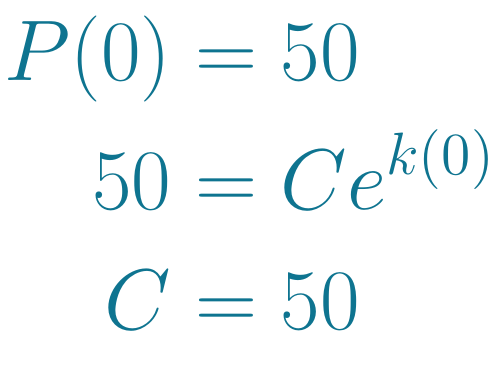 P(0) = 50
50 = Ce^{k(0)}
C = 50